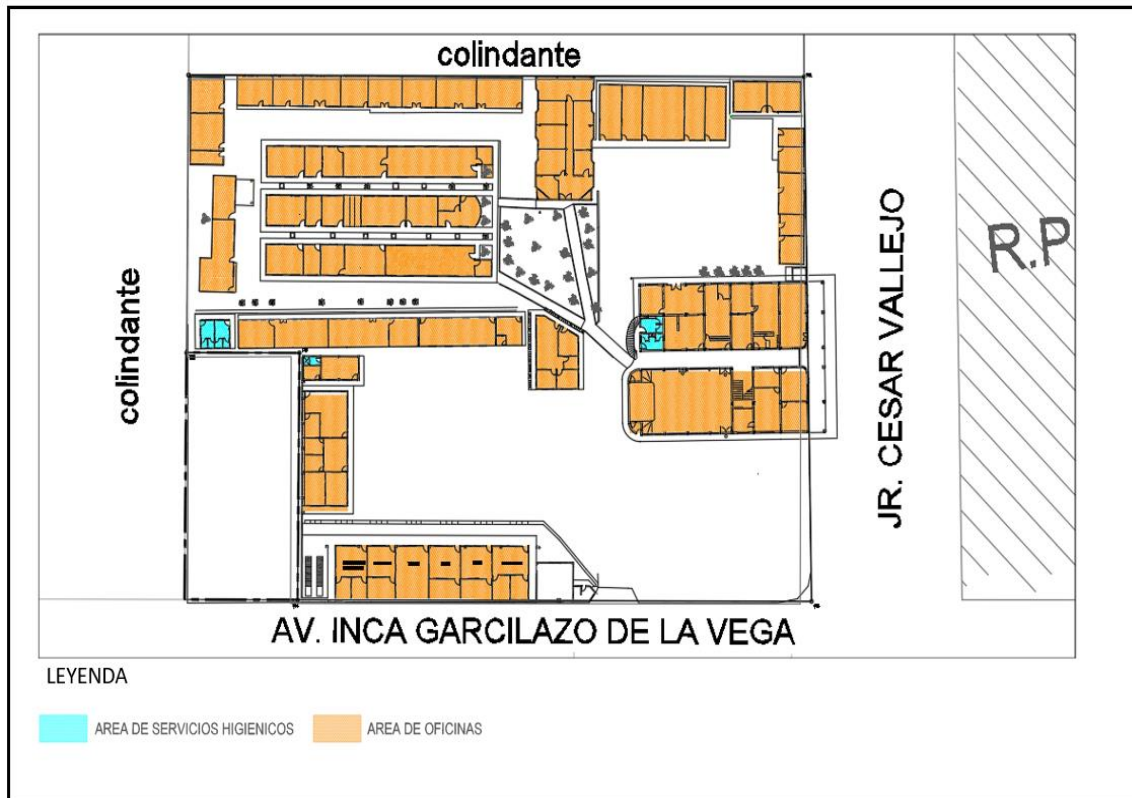 colindante
colindante
JR. CESAR VALLEJO
R.P
AV. INCA GARCILAZO DE LA VEGA
LEYENDA
AREA DE SERVICIOS HIGIENICOS
AREA DE OFICINAS